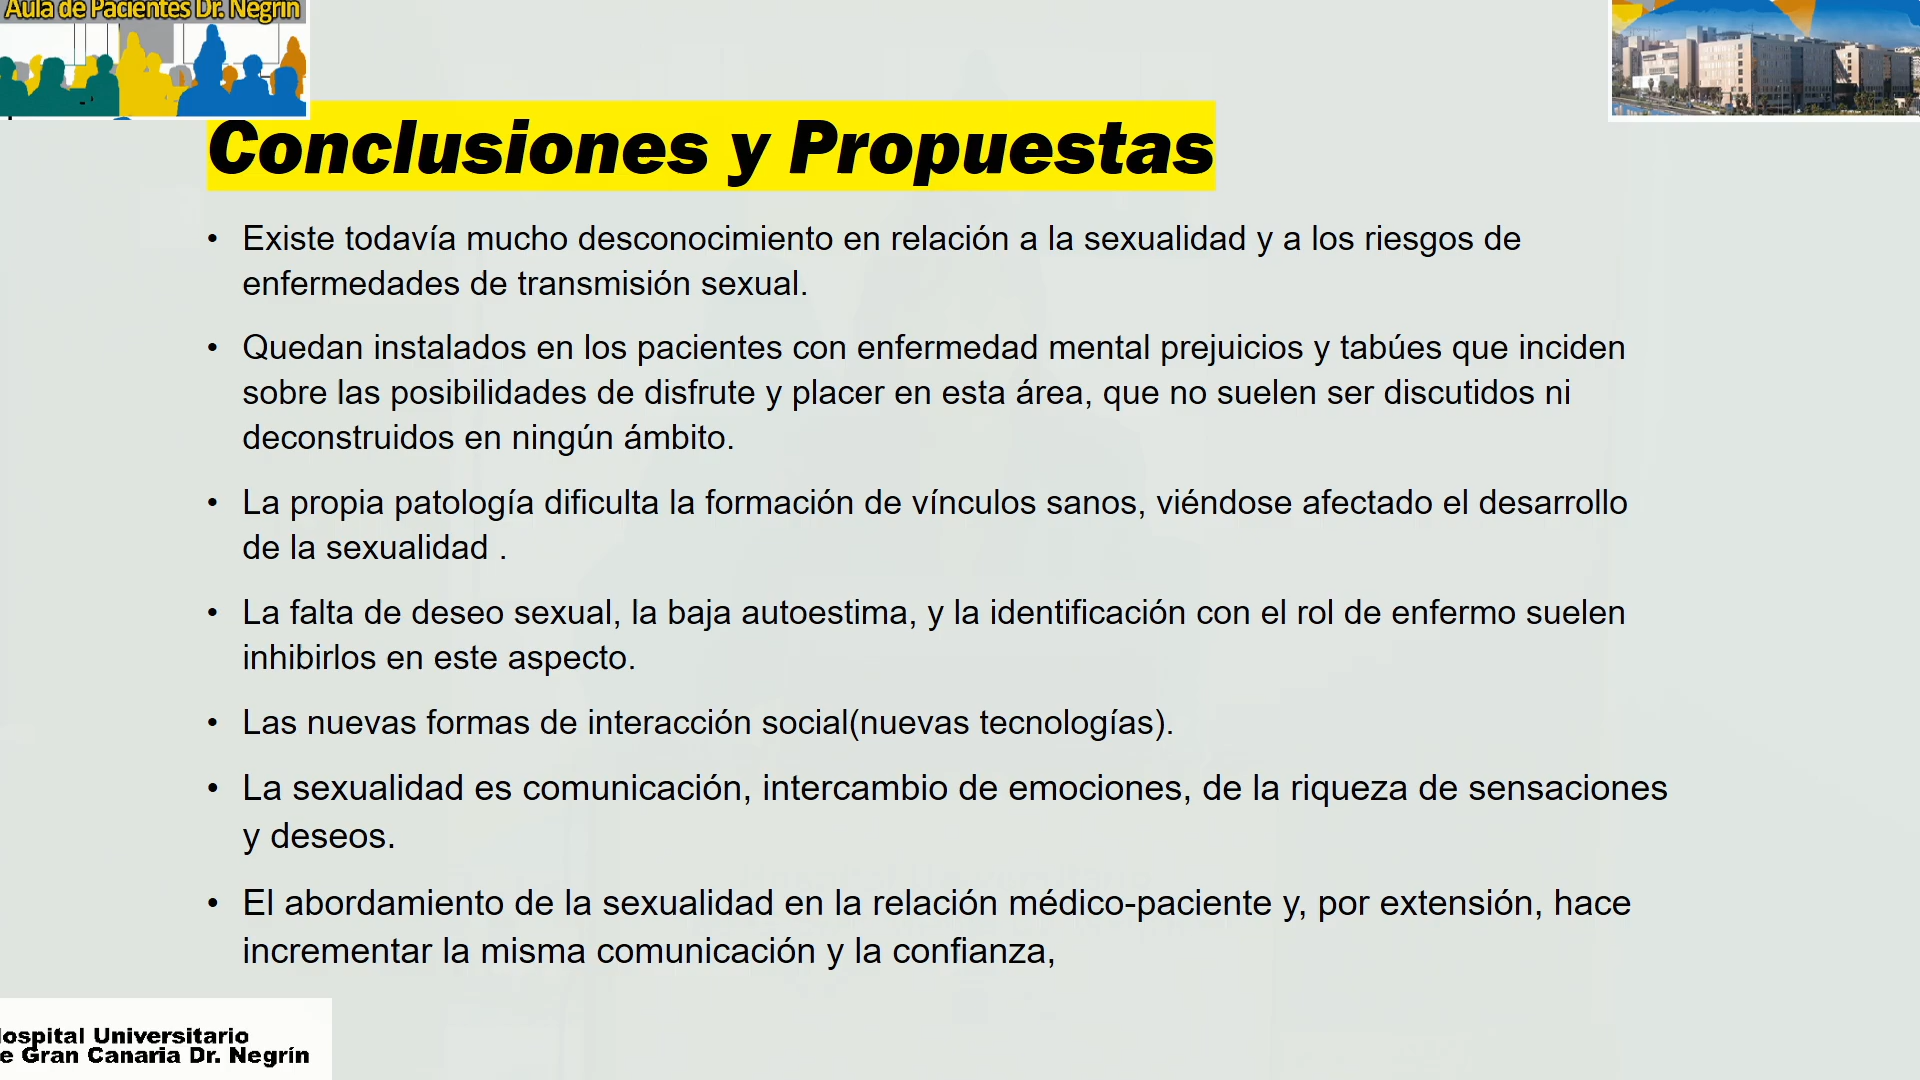 Aula de Pacientes Dr. Negrín
Conclusiones y Propuestas
• Existe todavía mucho desconocimiento en relación a la sexualidad y a los riesgos de
enfermedades de transmisión sexual.
• Quedan instalados en los pacientes con enfermedad mental prejuicios y tabúes que inciden
sobre las posibilidades de disfrute y placer en esta área, que no suelen ser discutidos ni
deconstruidos en ningún ámbito.
• La propia patología dificulta la formación de vínculos sanos, viéndose afectado el desarrollo
de la sexualidad .
• La falta de deseo sexual, la baja autoestima, y la identificación con el rol de enfermo suelen
inhibirlos en este aspecto.
• Las nuevas formas de interacción social(nuevas tecnologías).
• La sexualidad es comunicación, intercambio de emociones, de la riqueza de sensaciones
y deseos.
• El abordamiento de la sexualidad en la relación médico-paciente y, por extensión, hace
incrementar la misma comunicación y la confianza,
ospital Universitario
e Gran Canaria Dr. Negrín